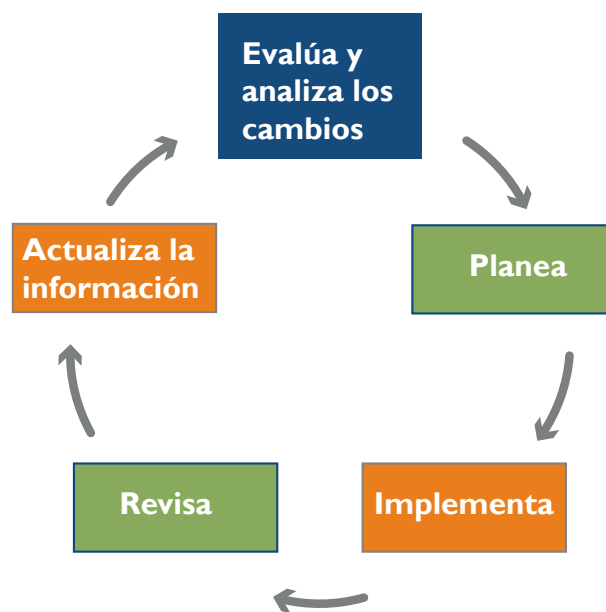 Evalúa y
analiza los
cambios
Planea
Implementa
Revisa
Actualiza la
información